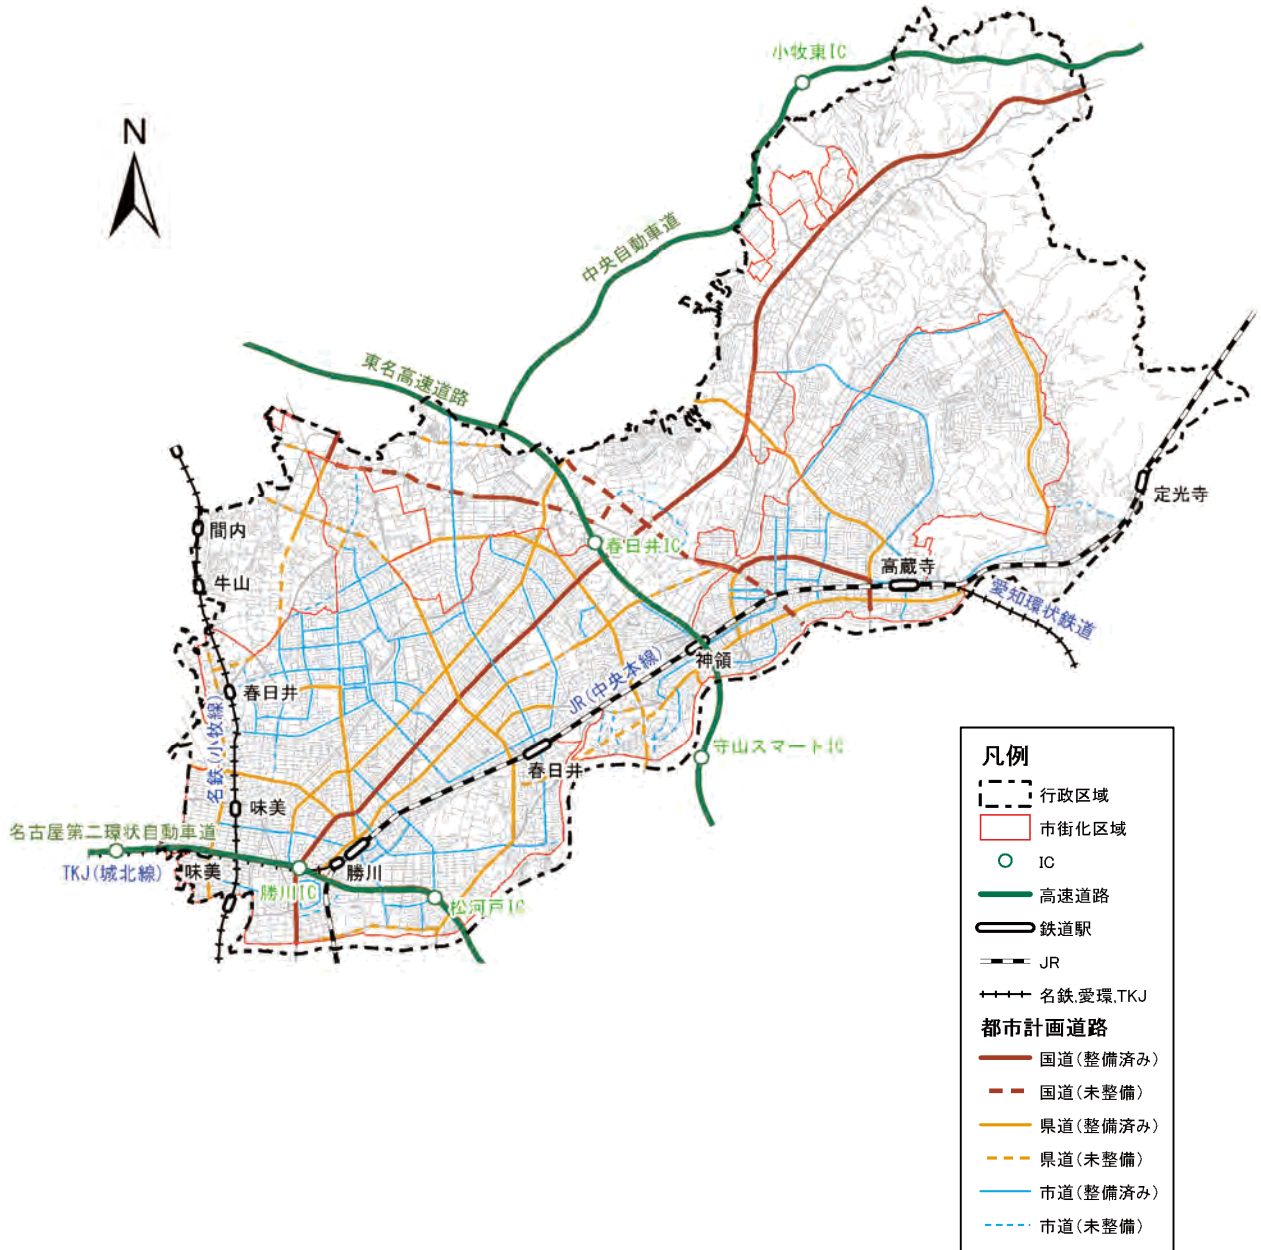 小牧東IC
N
中央自動車道
東名高速道路
定光寺
間内
春日井IC
牛山
高蔵寺
愛知環状鉄道
神領
JR(中央本線)
春日井
名鉄(小牧線)
守山スマートIC
春日井
味美
名古屋第二環状自動車道
TKJ(城北線)
味美
勝川
勝川IC
松河戸IC
凡例
行政区域
市街化区域
IC
高速道路
鉄道駅
JR
名鉄,愛環,TKJ
都市計画道路
国道(整備済み)
国道(未整備)
県道(整備済み)
県道(未整備)
市道(整備済み)
市道(未整備)